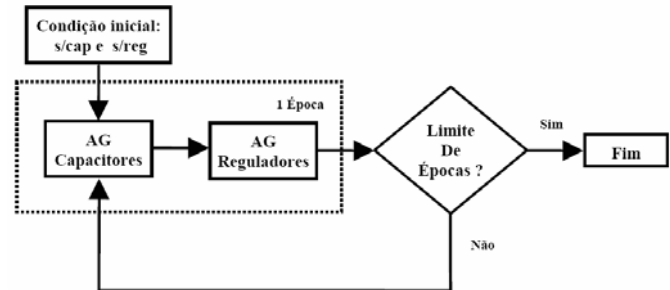 Condição inicial:
s/cap e s/reg
1 Época
AG
Capacitores
AG
Reguladores
Limite
De
Épocas ?
Sim
Fim
Não